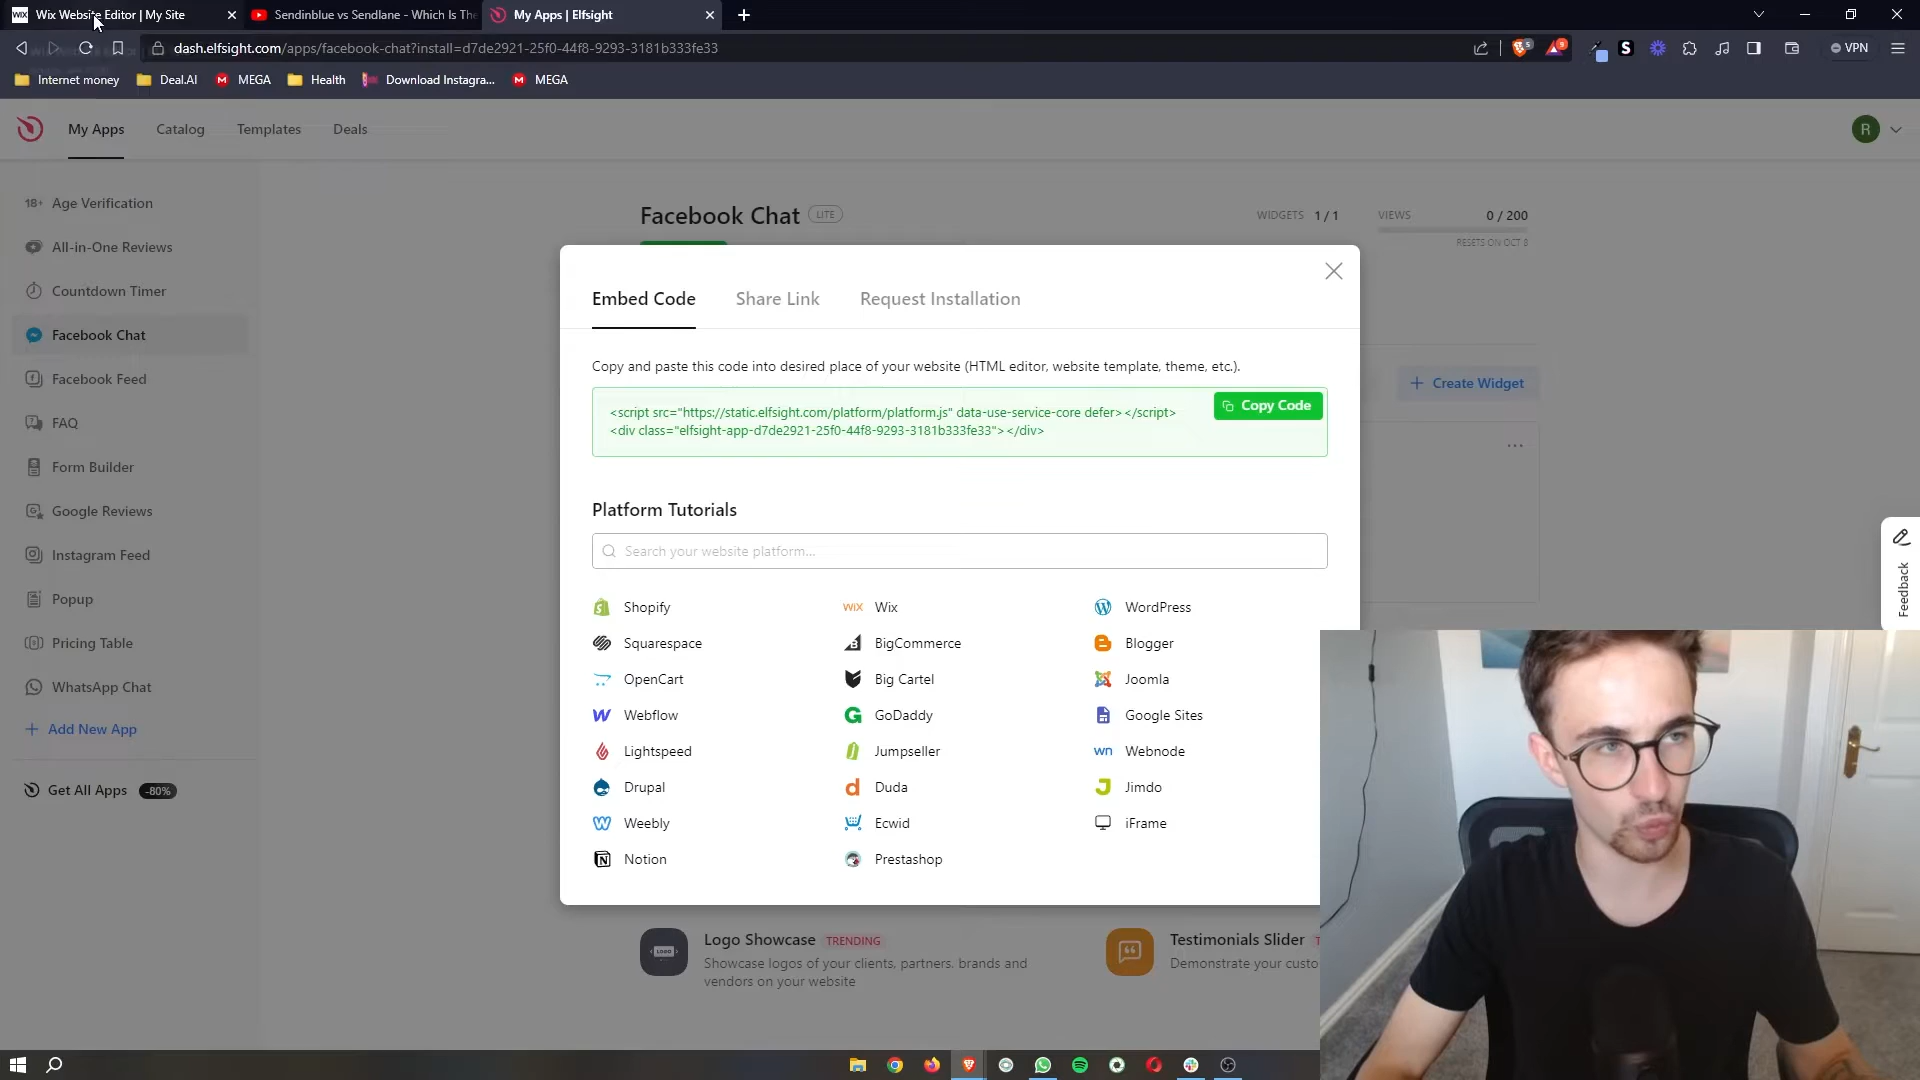 WIX Wix Website Editor | My Site
Sendinblue vs Sendlane - Which Is The
My Apps | Elfsight
dash.elfsight.com/apps/facebook-chat?install=d7de2921-25f0-44f8-9293-3181b333fe33
VPN
Internet money
Deal.AI
MEGA
Health
Download Instagra...
MEGA
My Apps
Catalog
Templates
Deals
R
18+ Age Verification
All-in-One Reviews
Countdown Timer
Facebook Chat
Facebook Feed
FAQ
Form Builder
Google Reviews
Instagram Feed
Popup
Pricing Table
WhatsApp Chat
+ Add New App
Get All Apps -80%
Facebook Chat LITE
WIDGETS 1 / 1
VIEWS 0 / 200
RESETS ON OCT 8
+ Create Widget
Embed Code
Share Link
Request Installation
Copy and paste this code into desired place of your website (HTML editor, website template, theme, etc.).
Copy Code
<script src="https://static.elfsight.com/platform/platform.js" data-use-service-core defer></script>
<div class="elfsight-app-d7de2921-25f0-44f8-9293-3181b333fe33"></div>
Platform Tutorials
Search your website platform...
Shopify
WIX Wix
WordPress
Squarespace
BigCommerce
Blogger
OpenCart
Big Cartel
Joomla
Webflow
GoDaddy
Google Sites
Lightspeed
Jumpseller
wn Webnode
Drupal
Duda
Jimdo
Weebly
Ecwid
iFrame
Notion
Prestashop
Feedback
Logo Showcase TRENDING
Showcase logos of your clients, partners. brands and
vendors on your website
Testimonials Slider
Demonstrate your custo